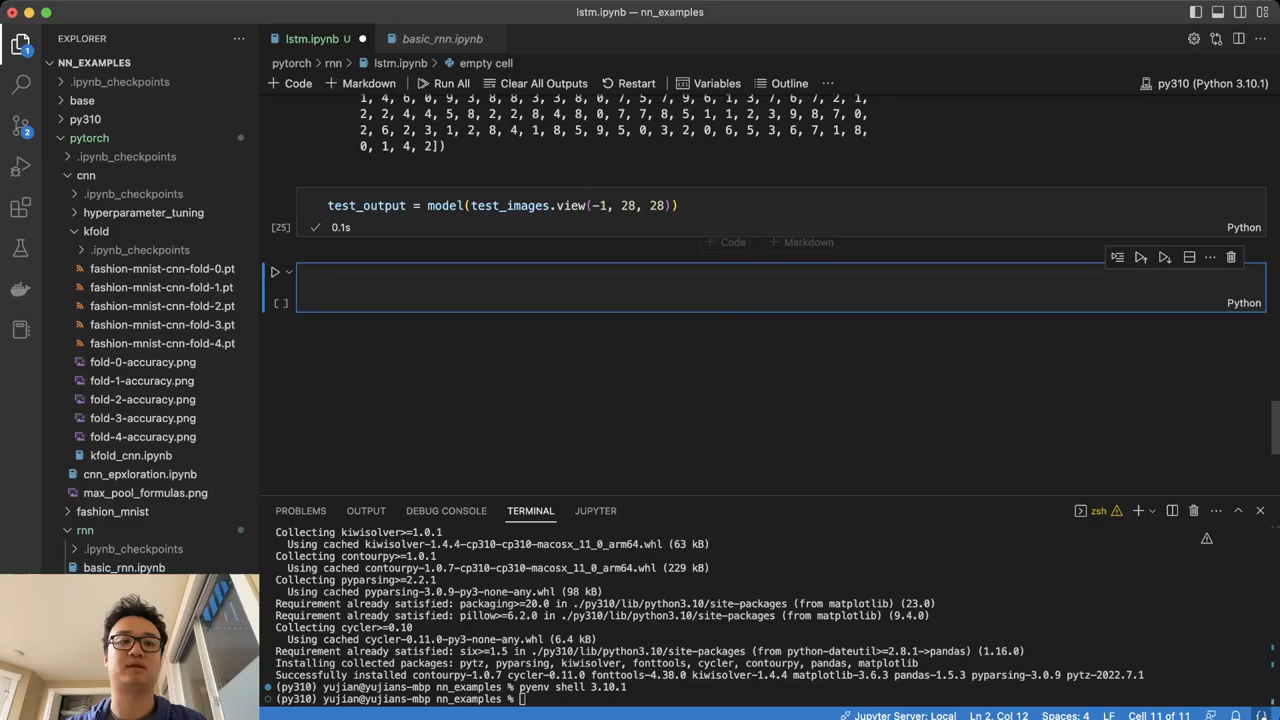 lstm.ipynb — nn_examples
EXPLORER
lstm.ipynb U
basic_rnn.ipynb
NN_EXAMPLES
pytorch > rnn > lstm.ipynb > empty cell
.ipynb_checkpoints
+ Code + Markdown Run All Clear All Outputs Restart Variables Outline ... py310 (Python 3.10.1)
base
py310
pytorch
.ipynb_checkpoints
cnn
.ipynb_checkpoints
hyperparameter_tuning
kfold
.ipynb_checkpoints
fashion-mnist-cnn-fold-0.pt
fashion-mnist-cnn-fold-1.pt
fashion-mnist-cnn-fold-2.pt
fashion-mnist-cnn-fold-3.pt
fashion-mnist-cnn-fold-4.pt
fold-0-accuracy.png
fold-1-accuracy.png
fold-2-accuracy.png
fold-3-accuracy.png
fold-4-accuracy.png
kfold_cnn.ipynb
cnn_epxloration.ipynb
max_pool_formulas.png
fashion_mnist
rnn
.ipynb_checkpoints
basic_rnn.ipynb
1
2
1, 4, 6, 0, 9, 3, 8, 8, 3, 3, 8, 0, 7, 5, 7, 9, 6, 1, 3, 7, 6, 7, 2, 1,
2, 2, 4, 4, 5, 8, 2, 2, 8, 4, 8, 0, 7, 7, 8, 5, 1, 1, 2, 3, 9, 8, 7, 0,
2, 6, 2, 3, 1, 2, 8, 4, 1, 8, 5, 9, 5, 0, 3, 2, 0, 6, 5, 3, 6, 7, 1, 8,
0, 1, 4, 2])
test_output = model(test_images.view(-1, 28, 28))
[25] 0.1s Python
+ Code + Markdown
[ ] Python
PROBLEMS OUTPUT DEBUG CONSOLE TERMINAL JUPYTER zsh
Collecting kiwisolver>=1.0.1
Using cached kiwisolver-1.4.4-cp310-cp310-macosx_11_0_arm64.whl (63 kB)
Collecting contourpy>=1.0.1
Using cached contourpy-1.0.7-cp310-cp310-macosx_11_0_arm64.whl (229 kB)
Collecting pyparsing>=2.2.1
Using cached pyparsing-3.0.9-py3-none-any.whl (98 kB)
Requirement already satisfied: packaging>=20.0 in ./py310/lib/python3.10/site-packages (from matplotlib) (23.0)
Requirement already satisfied: pillow>=6.2.0 in ./py310/lib/python3.10/site-packages (from matplotlib) (9.4.0)
Collecting cycler>=0.10
Using cached cycler-0.11.0-py3-none-any.whl (6.4 kB)
Requirement already satisfied: six>=1.5 in ./py310/lib/python3.10/site-packages (from python-dateutil>=2.8.1->pandas) (1.16.0)
Installing collected packages: pytz, pyparsing, kiwisolver, fonttools, cycler, contourpy, pandas, matplotlib
Successfully installed contourpy-1.0.7 cycler-0.11.0 fonttools-4.38.0 kiwisolver-1.4.4 matplotlib-3.6.3 pandas-1.5.3 pyparsing-3.0.9 pytz-2022.7.1
(py310) yujian@yujians-mbp nn_examples % pyenv shell 3.10.1
(py310) yujian@yujians-mbp nn_examples %
Jupyter Server: Local Ln 2, Col 12 Spaces: 4 LF Cell 11 of 11